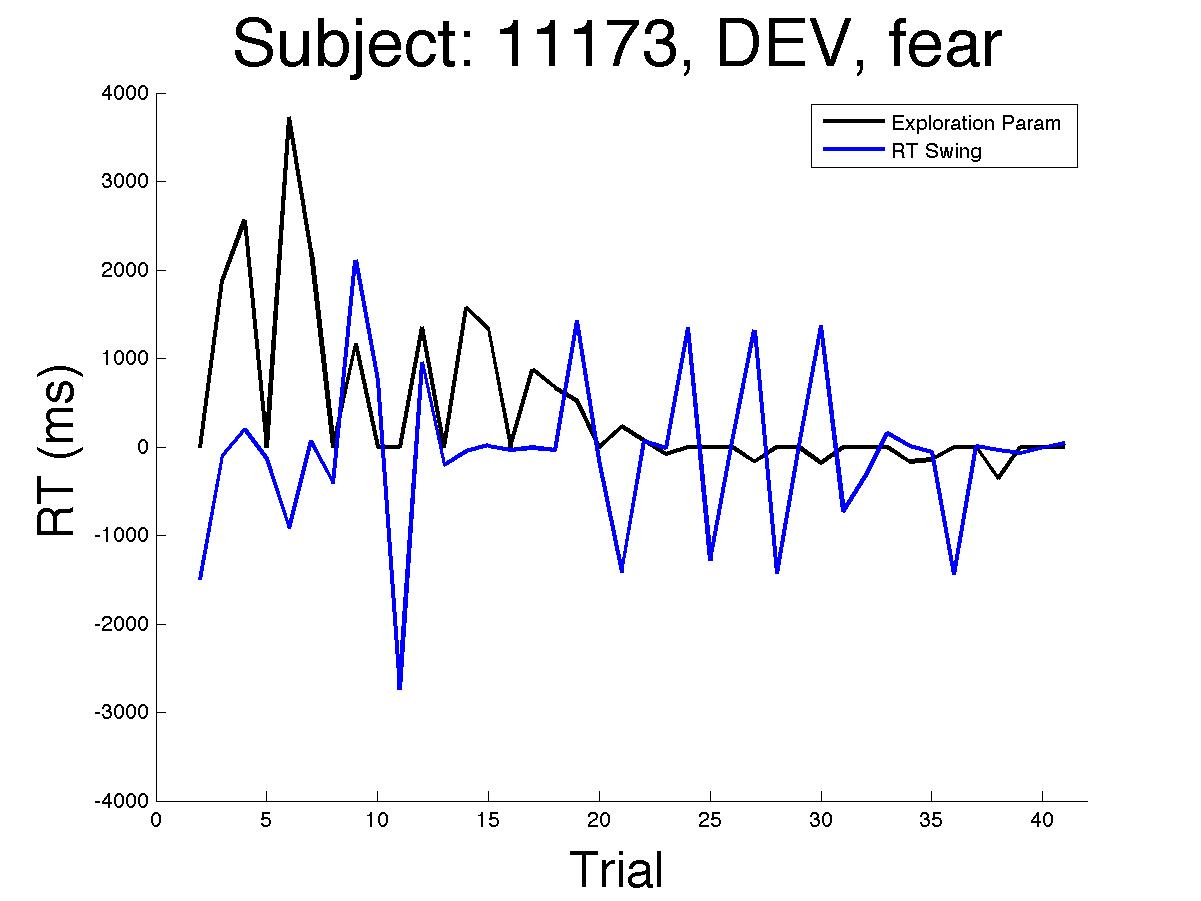 Subject: 11173, DEV, fear
Exploration Param
RT Swing
4000
3000
2000
1000
0
-1000
-2000
-3000
-4000
RT (ms)
0 5 10 15 20 25 30 35 40
Trial